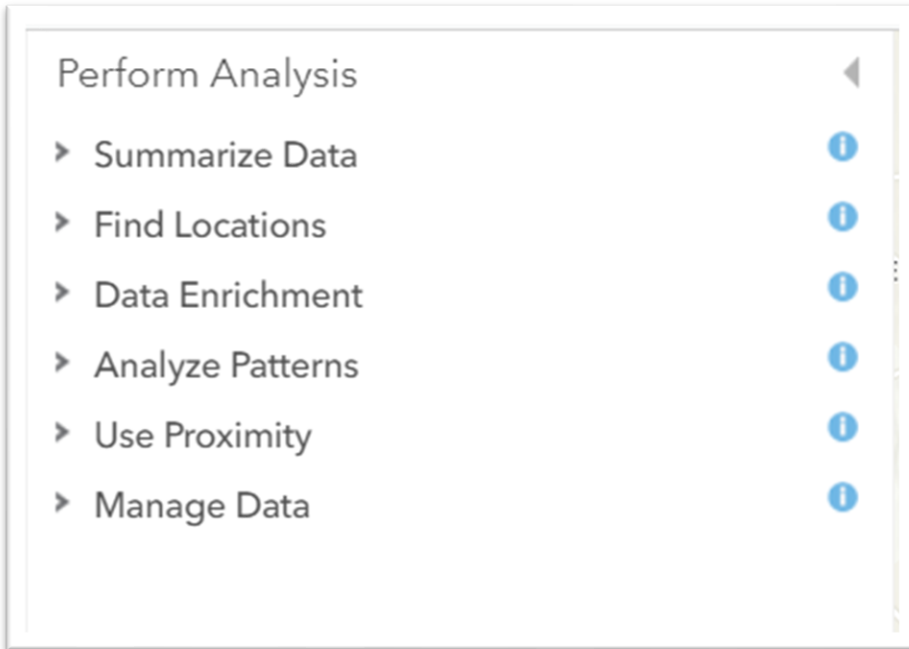 Perform Analysis
Summarize Data
Find Locations
Data Enrichment
Analyze Patterns
Use Proximity
Manage Data